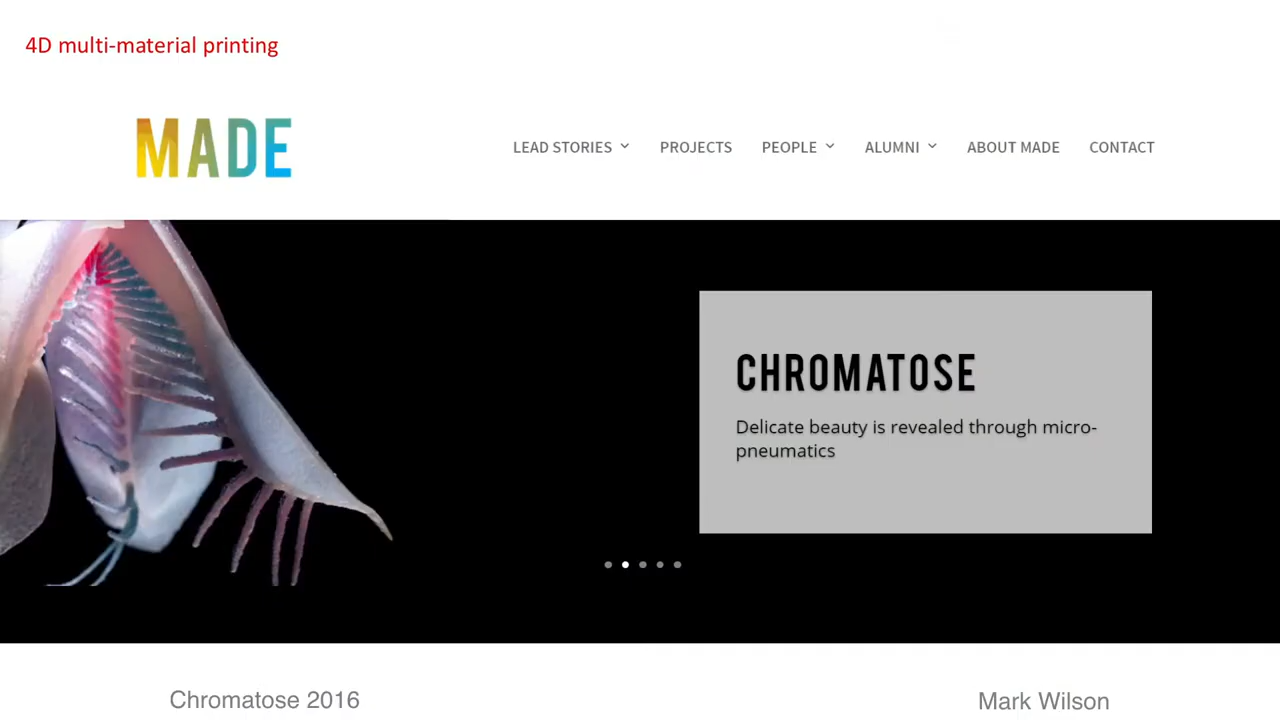 4D multi-material printing
MADE
LEAD STORIES PROJECTS PEOPLE ALUMNI ABOUT MADE CONTACT
CHROMATOSE
Delicate beauty is revealed through micro-
pneumatics
Chromatose 2016
Mark Wilson